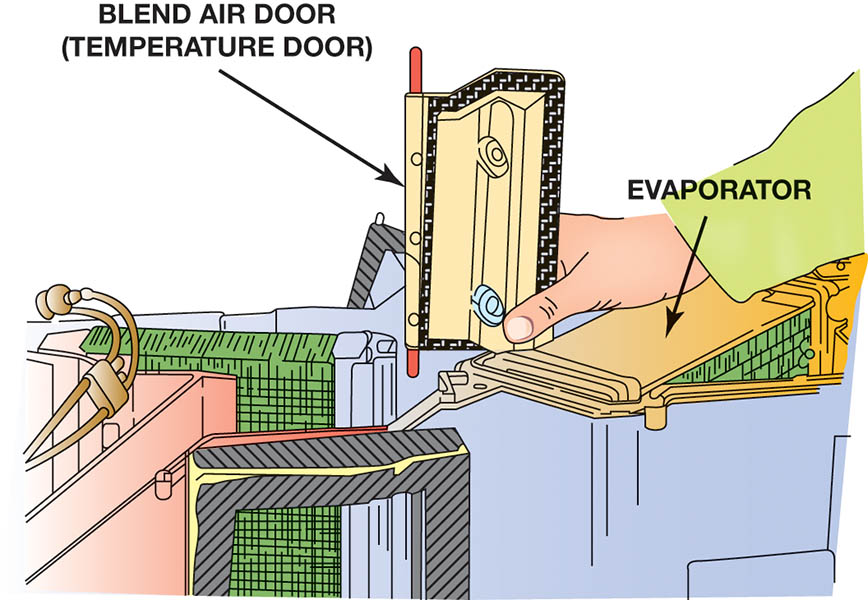 BLEND AIR DOOR
(TEMPERATURE DOOR)
EVAPORATOR